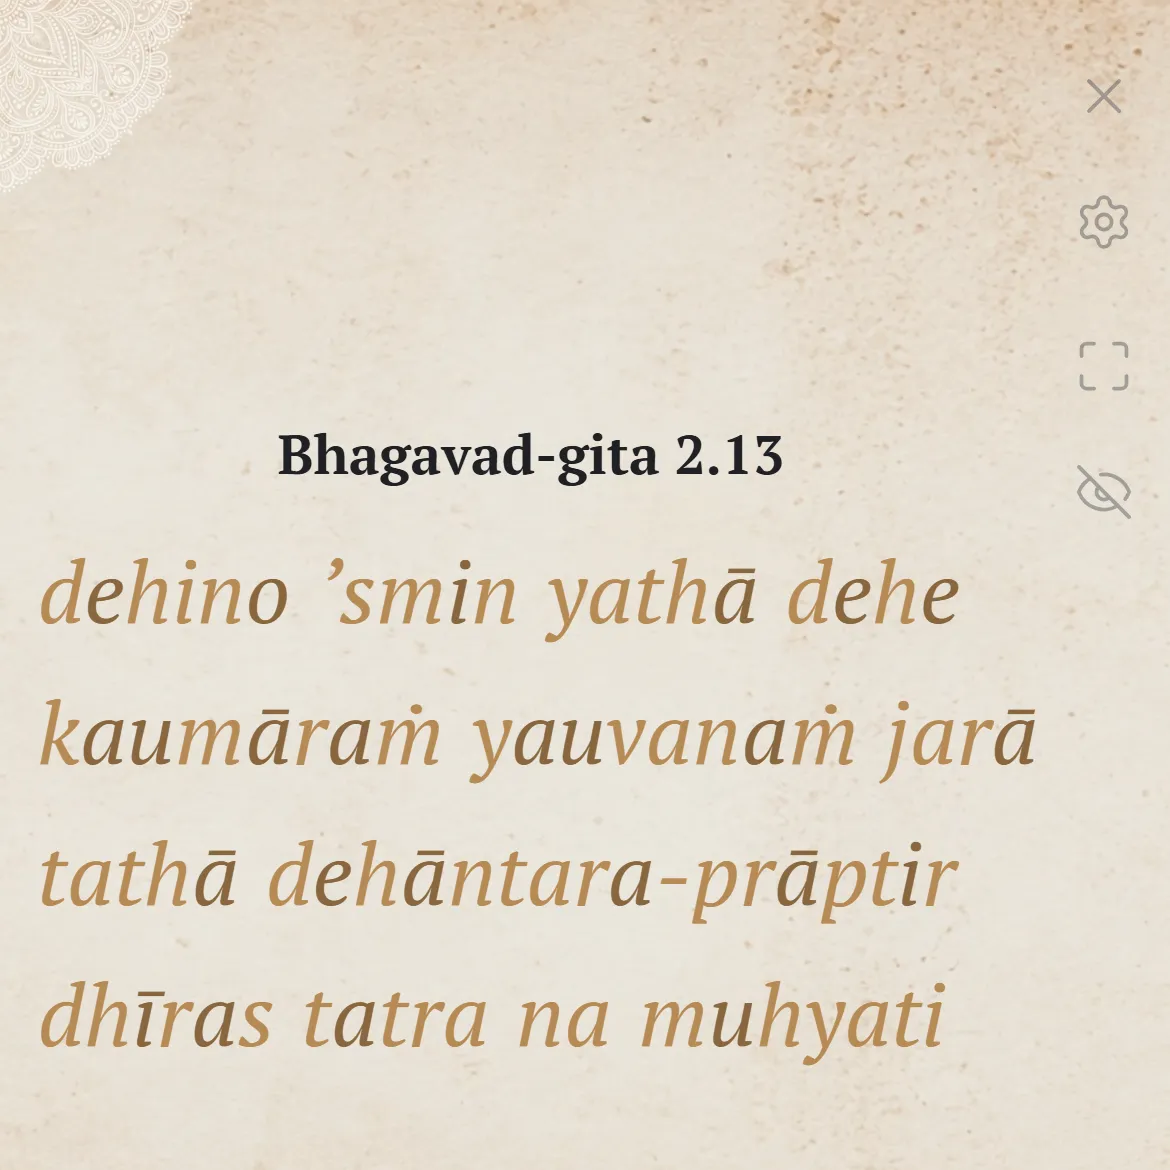 Bhagavad-gita 2.13
dehino ’smin yathā dehe
kaumāraṁ yauvanaṁ jarā
tathā dehāntara-prāptir
dhīras tatra na muhyati